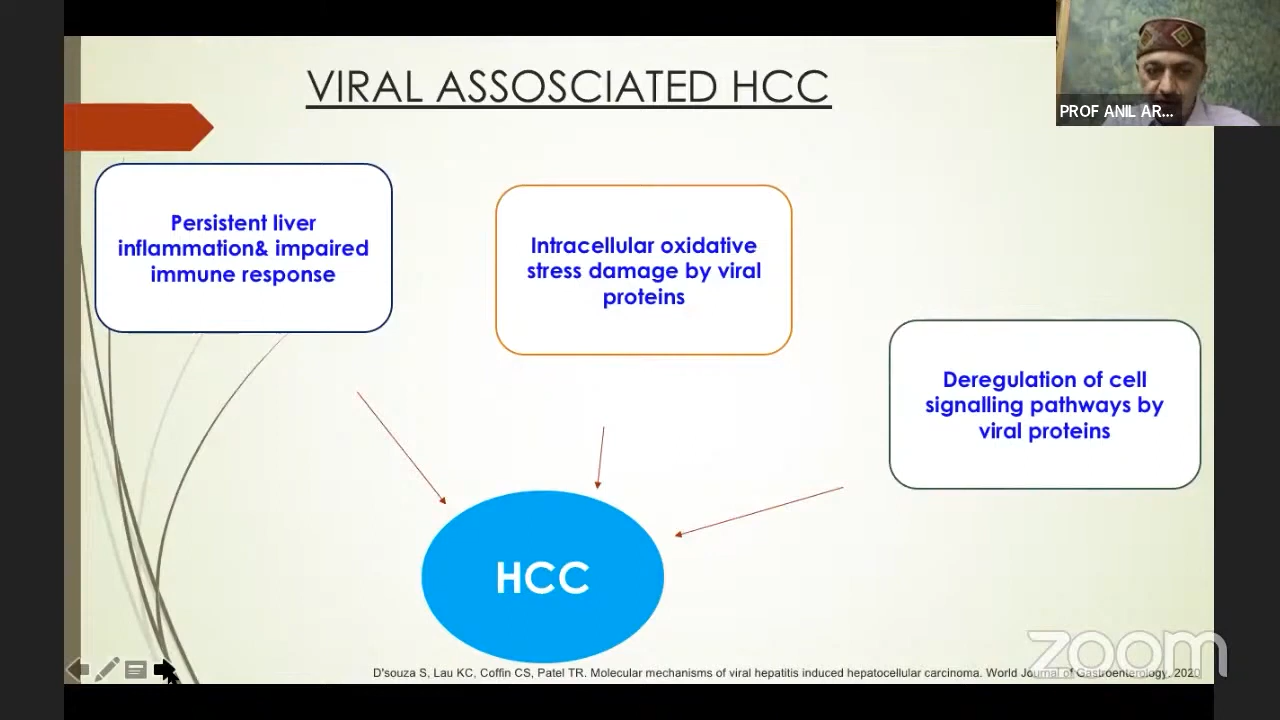 VIRAL ASSOSCIATED HCC
PROF ANIL AR...
Persistent liver
inflammation& impaired
immune response
Intracellular oxidative
stress damage by viral
proteins
Deregulation of cell
signalling pathways by
viral proteins
HCC
zoom
D'souza S, Lau KC, Coffin CS, Patel TR. Molecular mechanisms of viral hepatitis induced hepatocellular carcinoma. World Journal of Gastroenterology. 2020